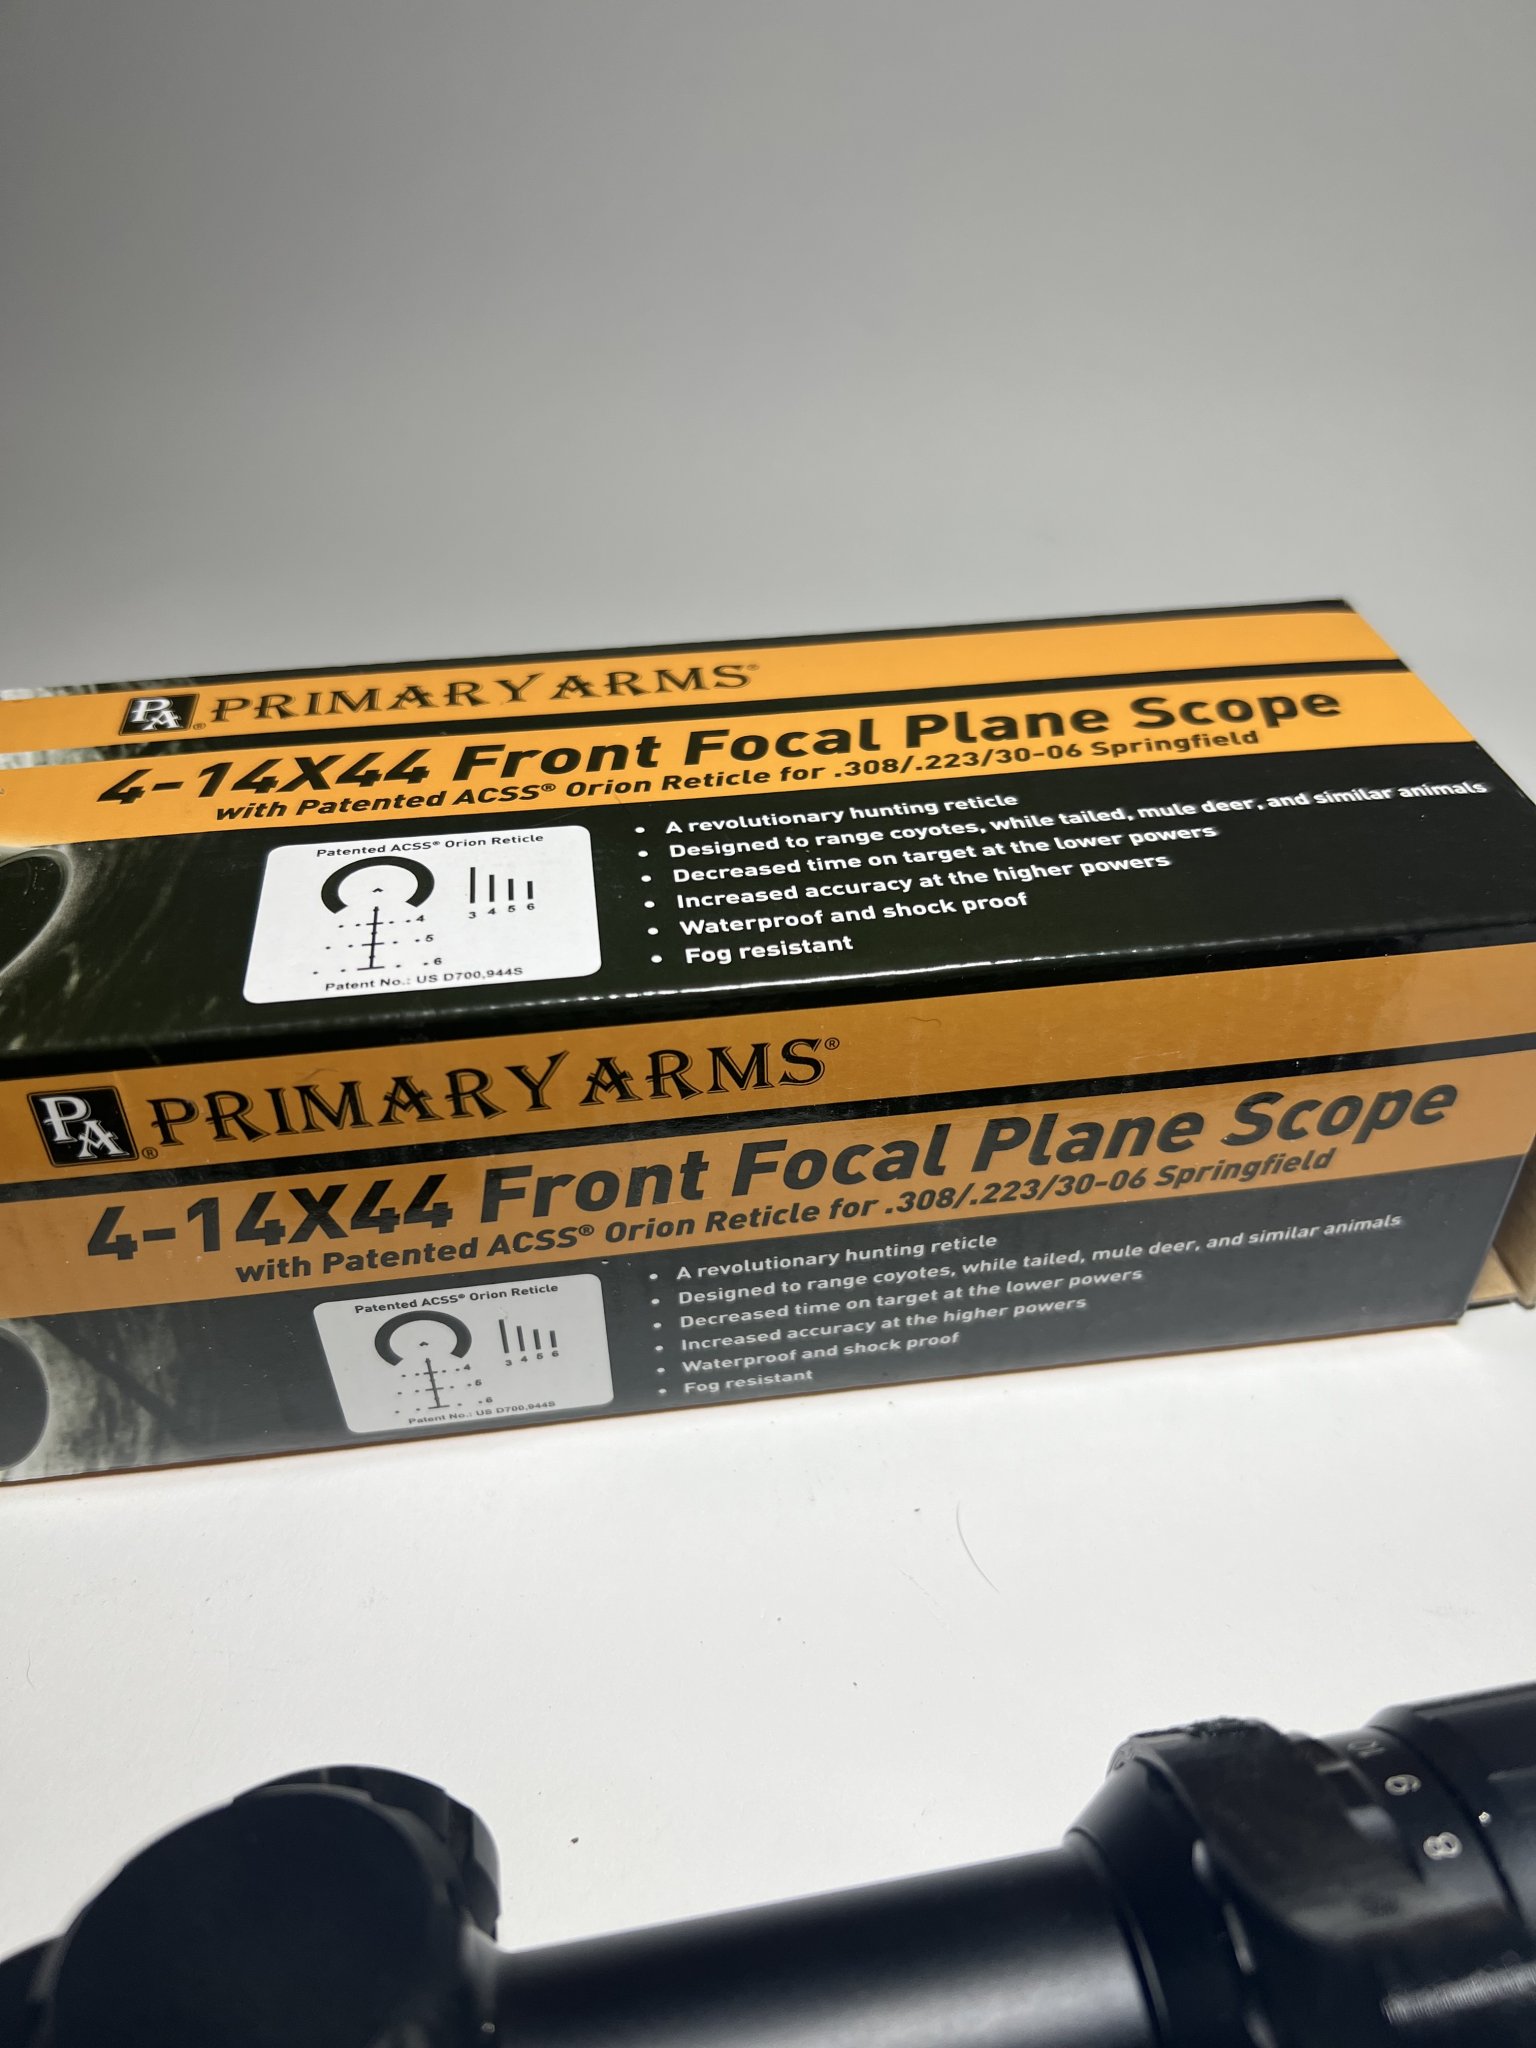 PA® PRIMARY ARMS®
4-14X44 Front Focal Plane Scope
with Patented ACSS® Orion Reticle for .308/.223/30-06 Springfield
Patented ACSS® Orion Reticle
3 4 5 6
4
5
6
Patent No.: US D700,944S
• A revolutionary hunting reticle
• Designed to range coyotes, while tailed, mule deer, and similar animals
• Decreased time on target at the lower powers
• Increased accuracy at the higher powers
• Waterproof and shock proof
• Fog resistant
PA® PRIMARY ARMS®
4-14X44 Front Focal Plane Scope
with Patented ACSS® Orion Reticle for .308/.223/30-06 Springfield
Patented ACSS® Orion Reticle
3 4 5 6
4
5
6
Patent No.: US D700,944S
• A revolutionary hunting reticle
• Designed to range coyotes, while tailed, mule deer, and similar animals
• Decreased time on target at the lower powers
• Increased accuracy at the higher powers
• Waterproof and shock proof
• Fog resistant
8